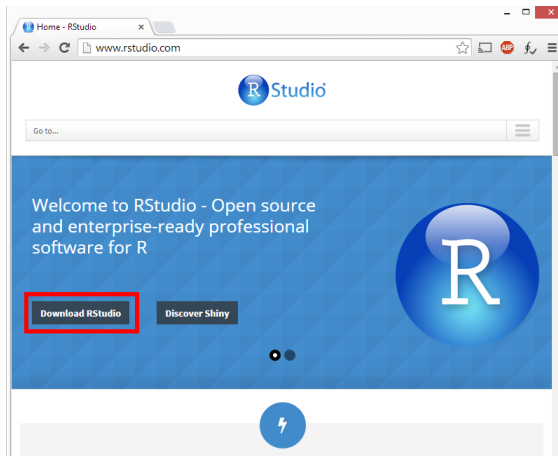 Home - RStudio
www.rstudio.com
ABP
R Studio
Go to...
Welcome to RStudio - Open source
and enterprise-ready professional
software for R
R
Download RStudio
Discover Shiny